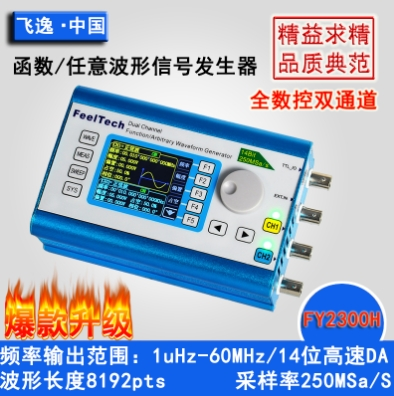 飞逸·中国
精益求精
品质典范
函数/任意波形信号发生器
全数控双通道
FeelTech
Dual Channel
Function/Arbitrary Waveform Generator
14Bit
250MSa/s
WAVE
MEAS
SWEEP
SYS
F1
F2
F3
F4
F5
CH1
CH2
爆款升级
FY2300H
频率输出范围：1uHz-60MHz/14位高速DA
波形长度8192pts
采样率250MSa/S